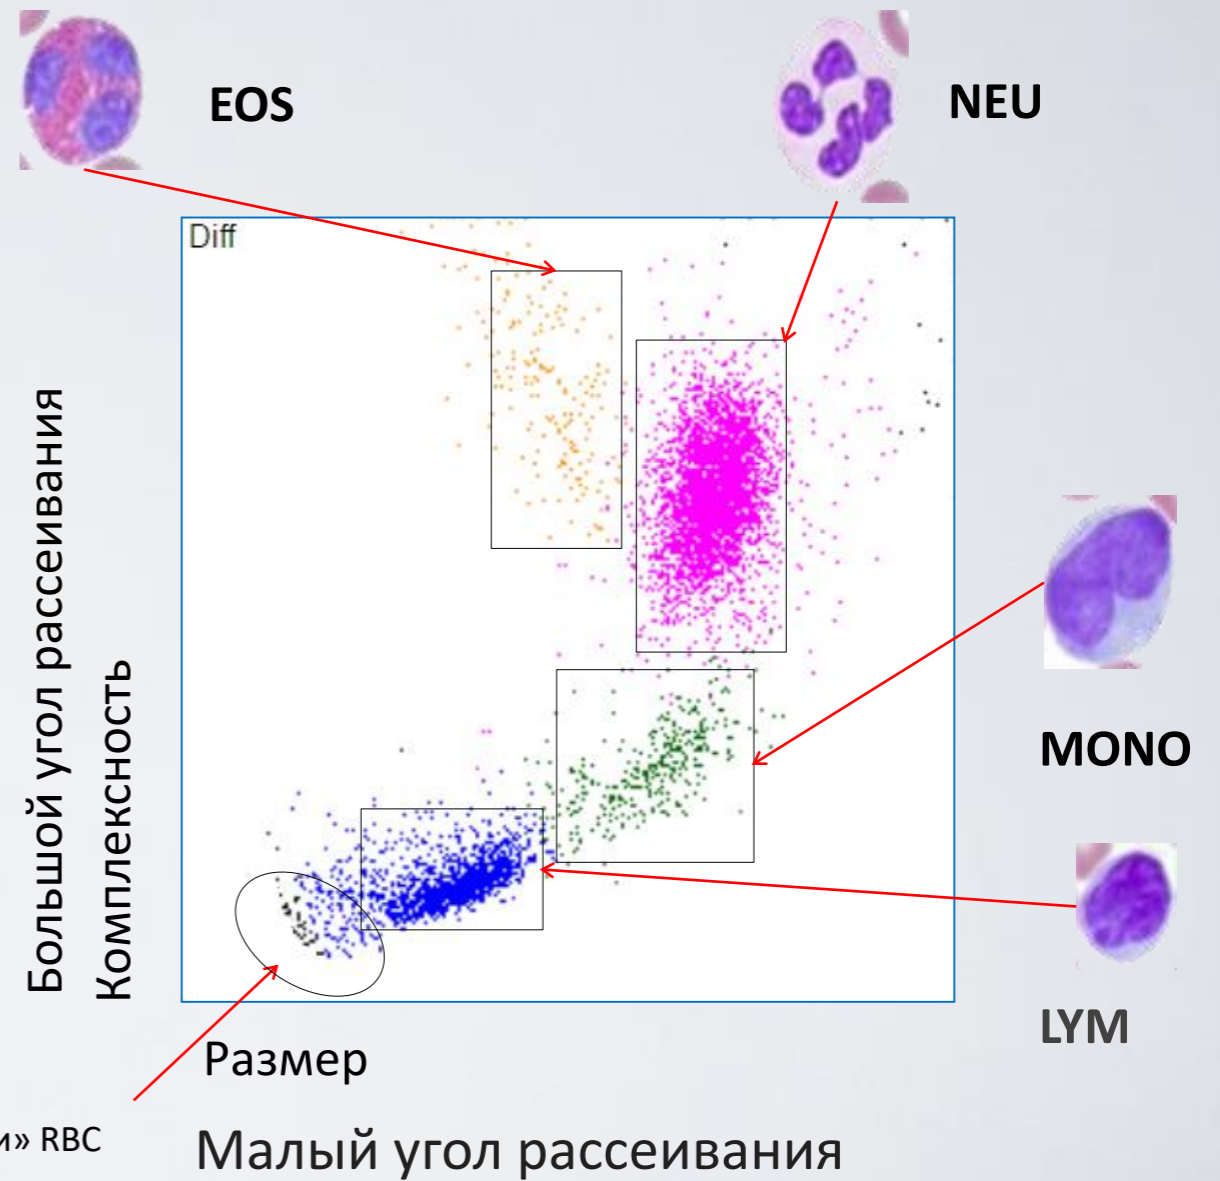 EOS
NEU
Diff
Большой угол рассеивания
Комплексность
MONO
LYM
Размер
RBC
Малый угол рассеивания